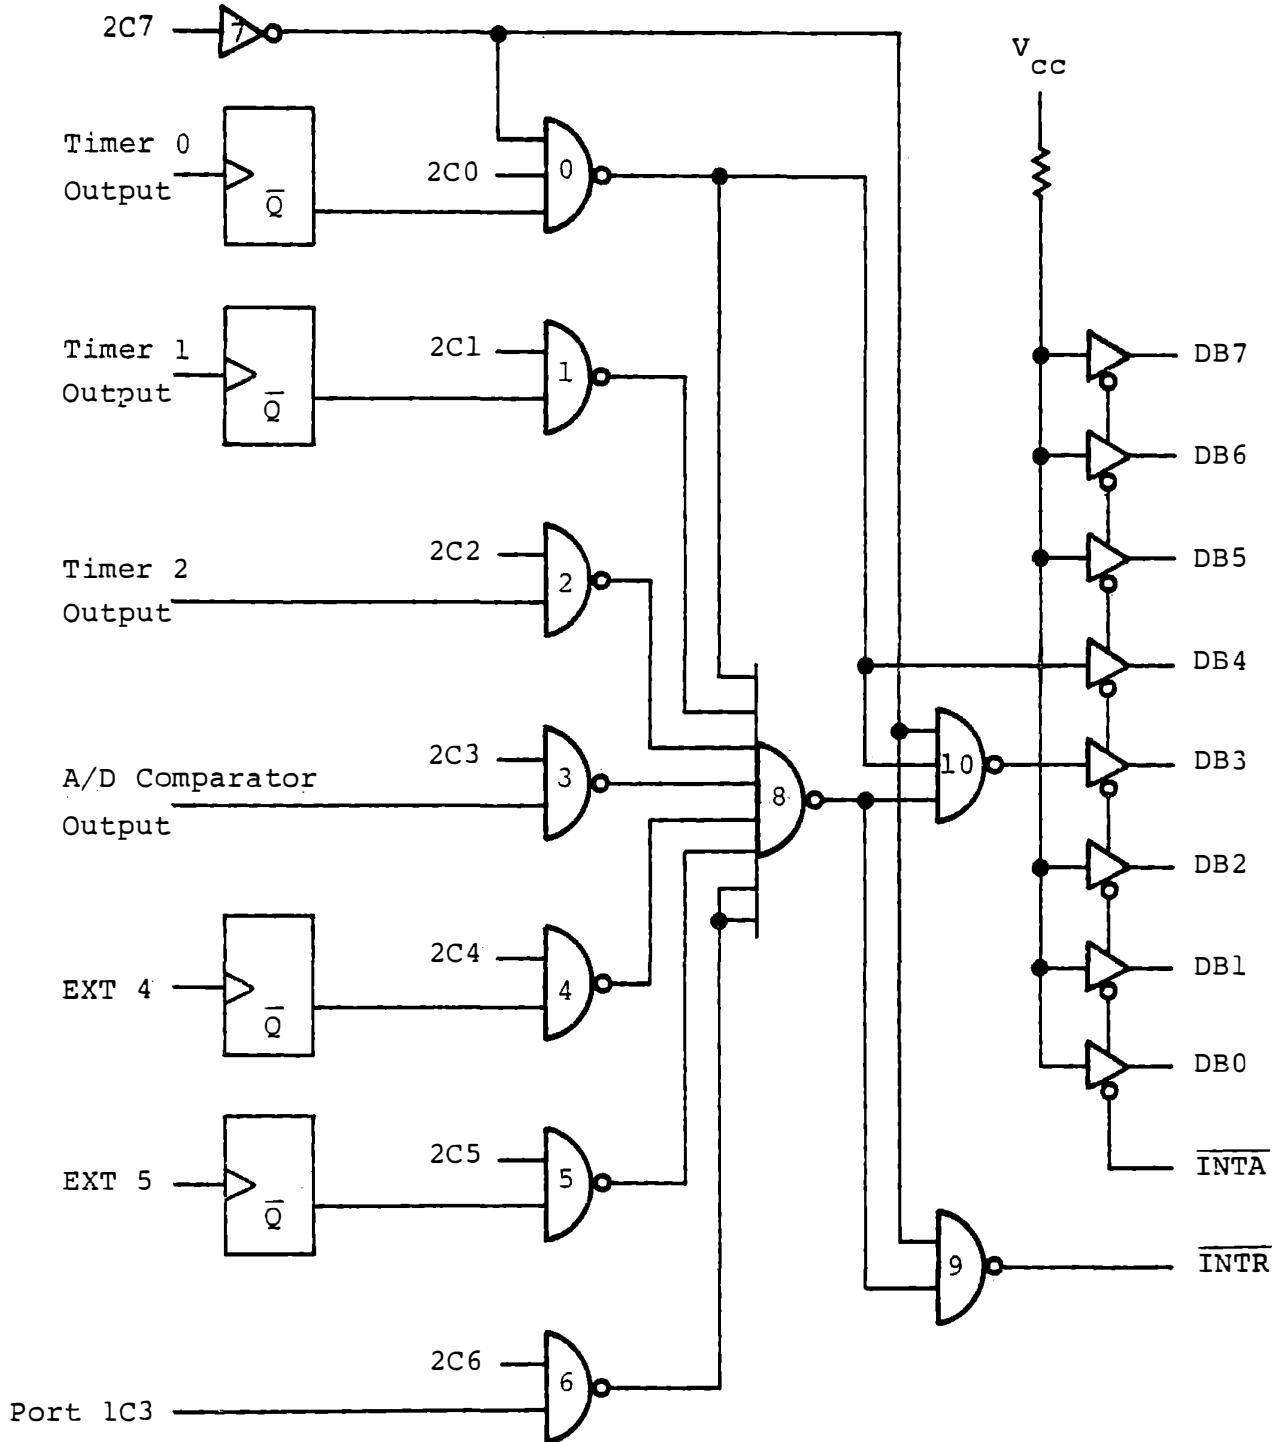 2C7
7
V
CC
Timer 0
Output
Q̅
2C0
0
Timer 1
Output
Q̅
2C1
1
DB7
DB6
Timer 2
Output
2C2
2
DB5
DB4
A/D Comparator
Output
2C3
3
8
10
DB3
DB2
EXT 4
Q̅
2C4
4
DB1
DB0
EXT 5
Q̅
2C5
5
I̅N̅T̅A̅
9
I̅N̅T̅R̅
2C6
6
Port 1C3